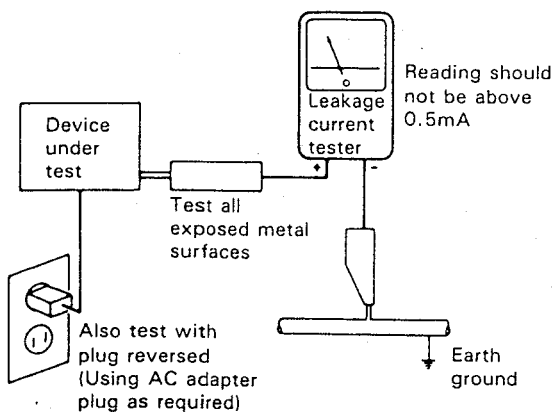 Device
under
test
Leakage
current
tester
+ -
Reading should
not be above
0.5mA
Test all
exposed metal
surfaces
Also test with
plug reversed
(Using AC adapter
plug as required)
Earth
ground